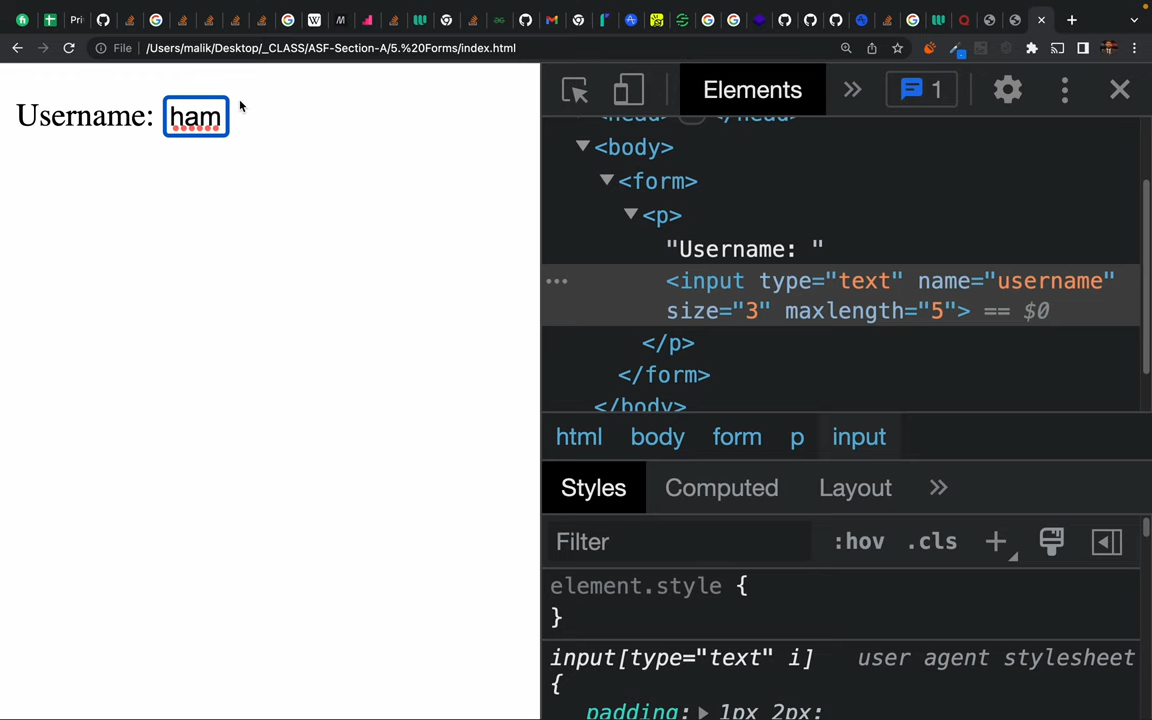 Pri
File
/Users/malik/Desktop/_CLASS/ASF-Section-A/5.%20Forms/index.html
Username: ham
Elements
1
<body>
<form>
<p>
"Username: "
<input type="text" name="username"
size="3" maxlength="5"> == $0
</p>
</form>
</body>
html body form p input
Styles Computed Layout
Filter :hov .cls
element.style {
}
input[type="text" i] user agent stylesheet
{
padding: 1px 2px;